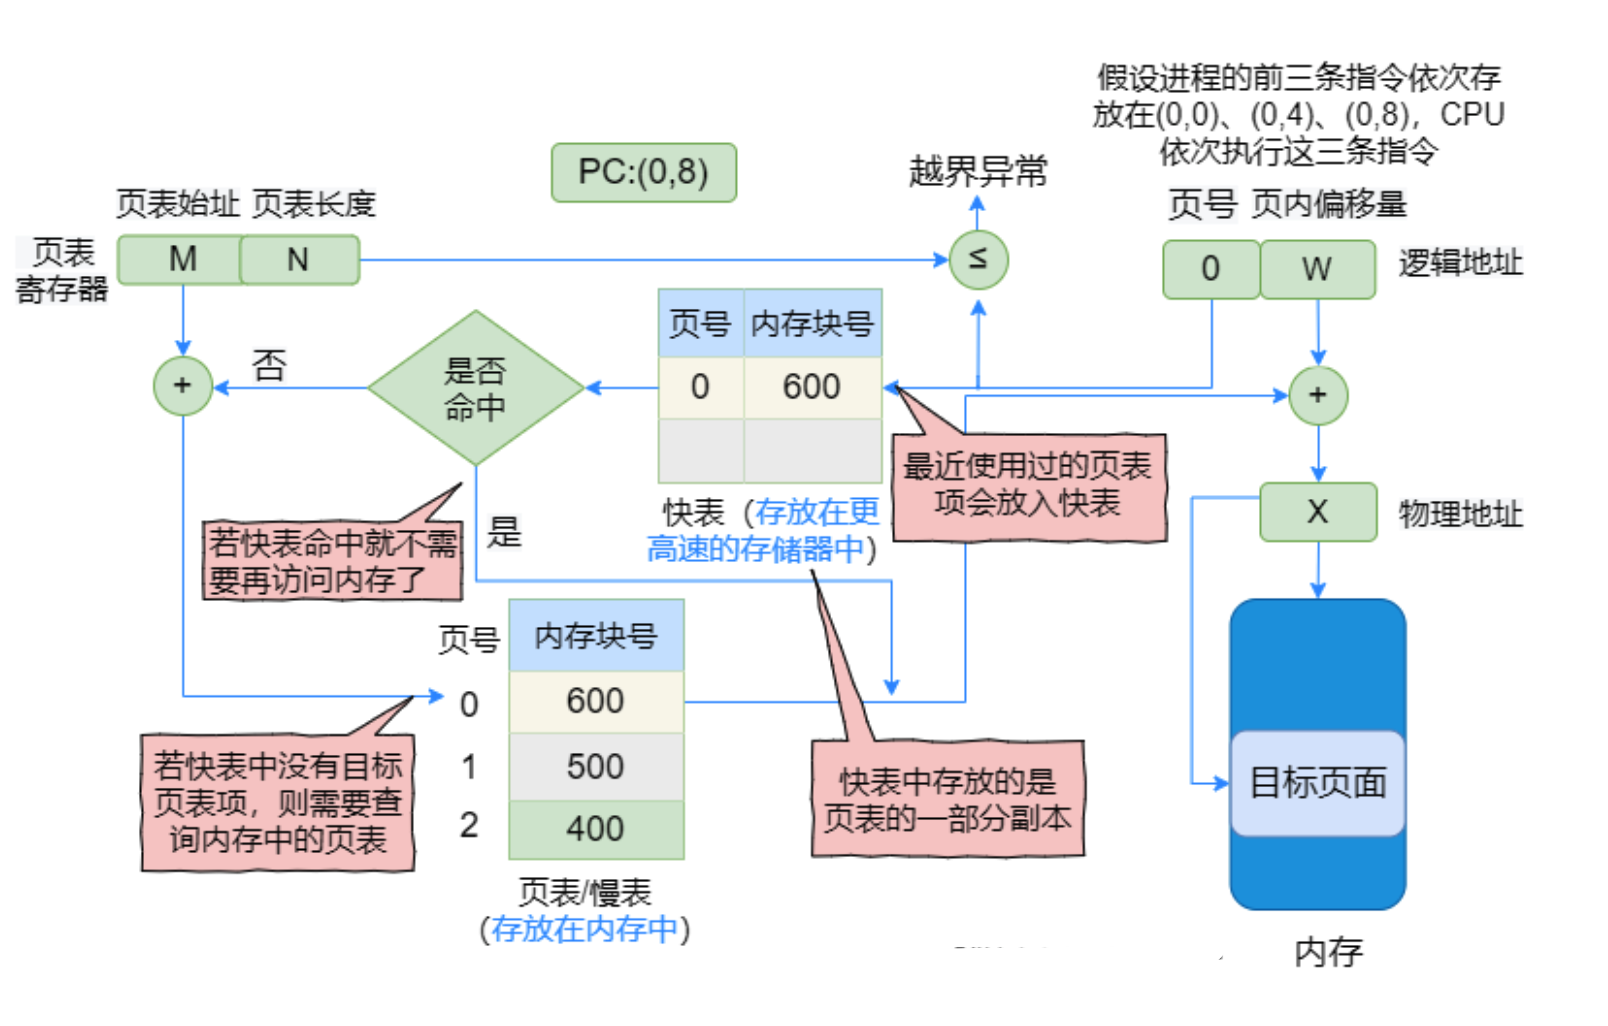 假设进程的前三条指令依次存
放在(0,0)、(0,4)、(0,8)，CPU
依次执行这三条指令
PC:(0,8)
越界异常
页表始址 页表长度
页号 页内偏移量
页表
寄存器
M N
≤
0 W
逻辑地址
页号 内存块号
0 600
是否
命中
否
+
+
最近使用过的页表
项会放入快表
快表（存放在更
高速的存储器中）
X
物理地址
是
若快表命中就不需
要再访问内存了
页号
内存块号
0 600
1 500
2 400
若快表中没有目标
页表项，则需要查
询内存中的页表
快表中存放的是
页表的一部分副本
目标页面
页表/慢表
（存放在内存中）
内存